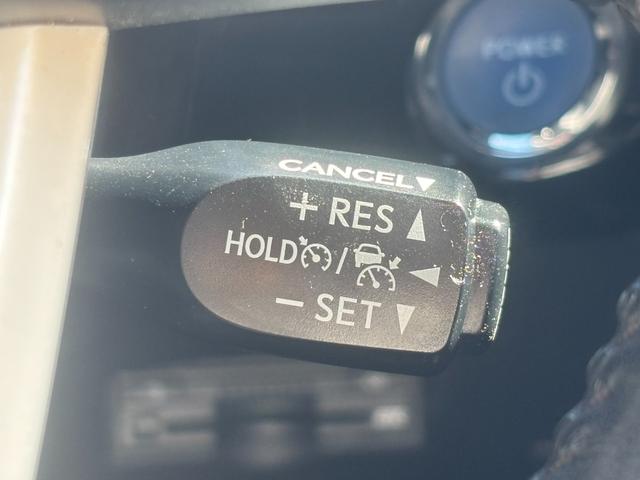 POWER
CANCEL
+ RES
HOLD /
– SET